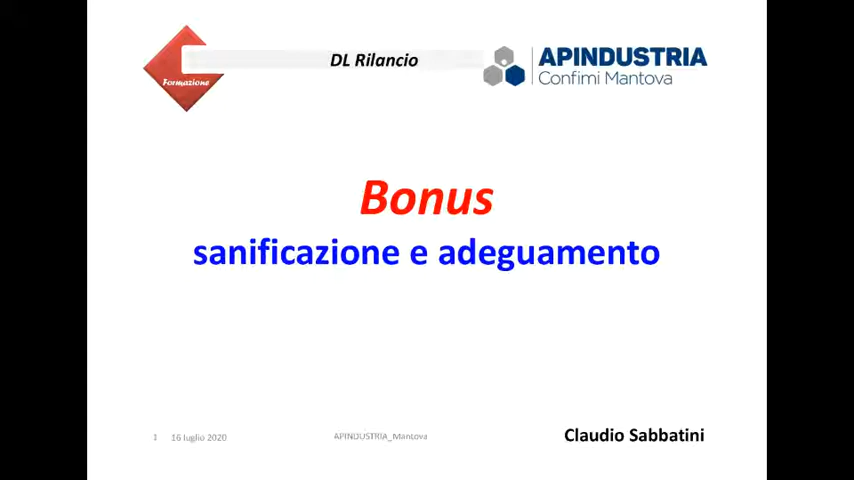 Formazione
DL Rilancio
APINDUSTRIA
Confimi Mantova
Bonus
sanificazione e adeguamento
1 16 luglio 2020
APINDUSTRIA_Mantova
Claudio Sabbatini